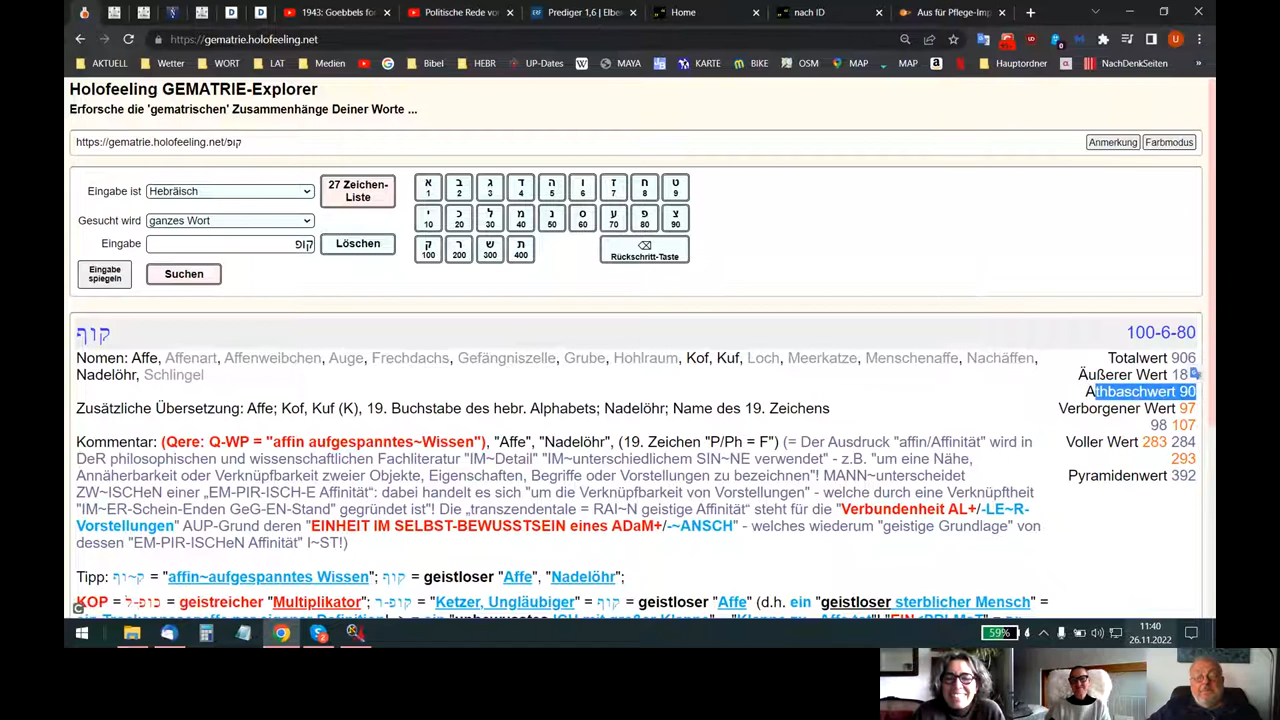 1943: Goebbels for
Politische Rede vo
Prediger 1,6 | Elbe
Home
nach ID
Aus für Pflege-Imp
https://gematrie.holofeeling.net
AKTUELL Wetter WORT LAT Medien Bibel HEBR UP-Dates MAYA KARTE BIKE OSM MAP MAP Hauptordner NachDenkSeiten
Holofeeling GEMATRIE-Explorer
Erforsche die 'gematrischen' Zusammenhänge Deiner Worte ...
https://gematrie.holofeeling.net/קופ
Anmerkung Farbmodus
Eingabe ist Hebräisch
27 Zeichen-Liste
Gesucht wird ganzes Wort
Eingabe קופ Löschen
Eingabe spiegeln Suchen
א ב ג ד ה ו ז ח ט
1 2 3 4 5 6 7 8 9
י כ ל מ נ ס ע פ צ
10 20 30 40 50 60 70 80 90
ק ר ש ת
100 200 300 400 Rückschritt-Taste
קוף 100-6-80
Nomen: Affe, Affenart, Affenweibchen, Auge, Frechdachs, Gefängniszelle, Grube, Hohlraum, Kof, Kuf, Loch, Meerkatze, Menschenaffe, Nachäffen,
Nadelöhr, Schlingel
Zusätzliche Übersetzung: Affe; Kof, Kuf (K), 19. Buchstabe des hebr. Alphabets; Nadelöhr; Name des 19. Zeichens
Kommentar: (Qere: Q-WP = "affin aufgespanntes~Wissen"), "Affe", "Nadelöhr", (19. Zeichen "P/Ph = F") (= Der Ausdruck "affin/Affinität" wird in
DeR philosophischen und wissenschaftlichen Fachliteratur "IM~Detail" "IM~unterschiedlichem SIN~NE verwendet" - z.B. "um eine Nähe,
Annäherbarkeit oder Verknüpfbarkeit zweier Objekte, Eigenschaften, Begriffe oder Vorstellungen zu bezeichnen"! MANN~unterscheidet
ZW~ISCHeN einer „EM-PIR-ISCH-E Affinität“: dabei handelt es sich "um die Verknüpfbarkeit von Vorstellungen" - welche durch eine Verknüpftheit
"IM~ER-Schein-Enden GeG-EN-Stand" gegründet ist"! Die „transzendentale = RAI~N geistige Affinität“ steht für die "Verbundenheit AL+/-LE~R-
Vorstellungen" AUP-Grund deren "EINHEIT IM SELBST-BEWUSSTSEIN eines ADaM+/-~ANSCH" - welches wiederum "geistige Grundlage" von
dessen "EM-PIR-ISCHeN Affinität" I~ST!)
Tipp: ק~וף = "affin~aufgespanntes Wissen"; קוף = geistloser "Affe", "Nadelöhr";
KOP = כופ-ל = geistreicher "Multiplikator"; קופ-ר = "Ketzer, Ungläubiger" = קוף = geistloser "Affe" (d.h. ein "geistloser sterblicher Mensch" =
Totalwert 906
Äußerer Wert 18
Athbaschwert 90
Verborgener Wert 97
98 107
Voller Wert 283 284
293
Pyramidenwert 392
59%
11:40
26.11.2022